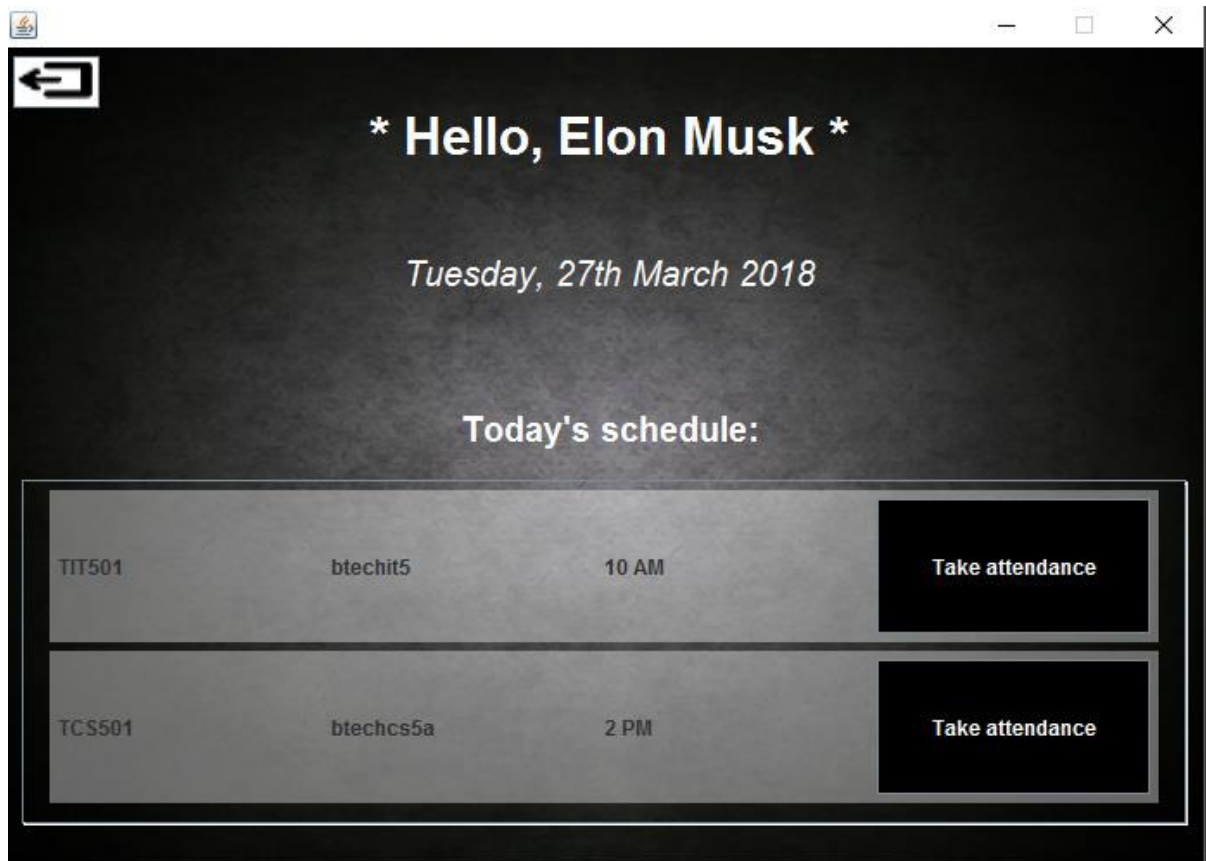 * Hello, Elon Musk *
Tuesday, 27th March 2018
Today's schedule:
TIT501 btechit5 10 AM Take attendance
TCS501 btechcs5a 2 PM Take attendance